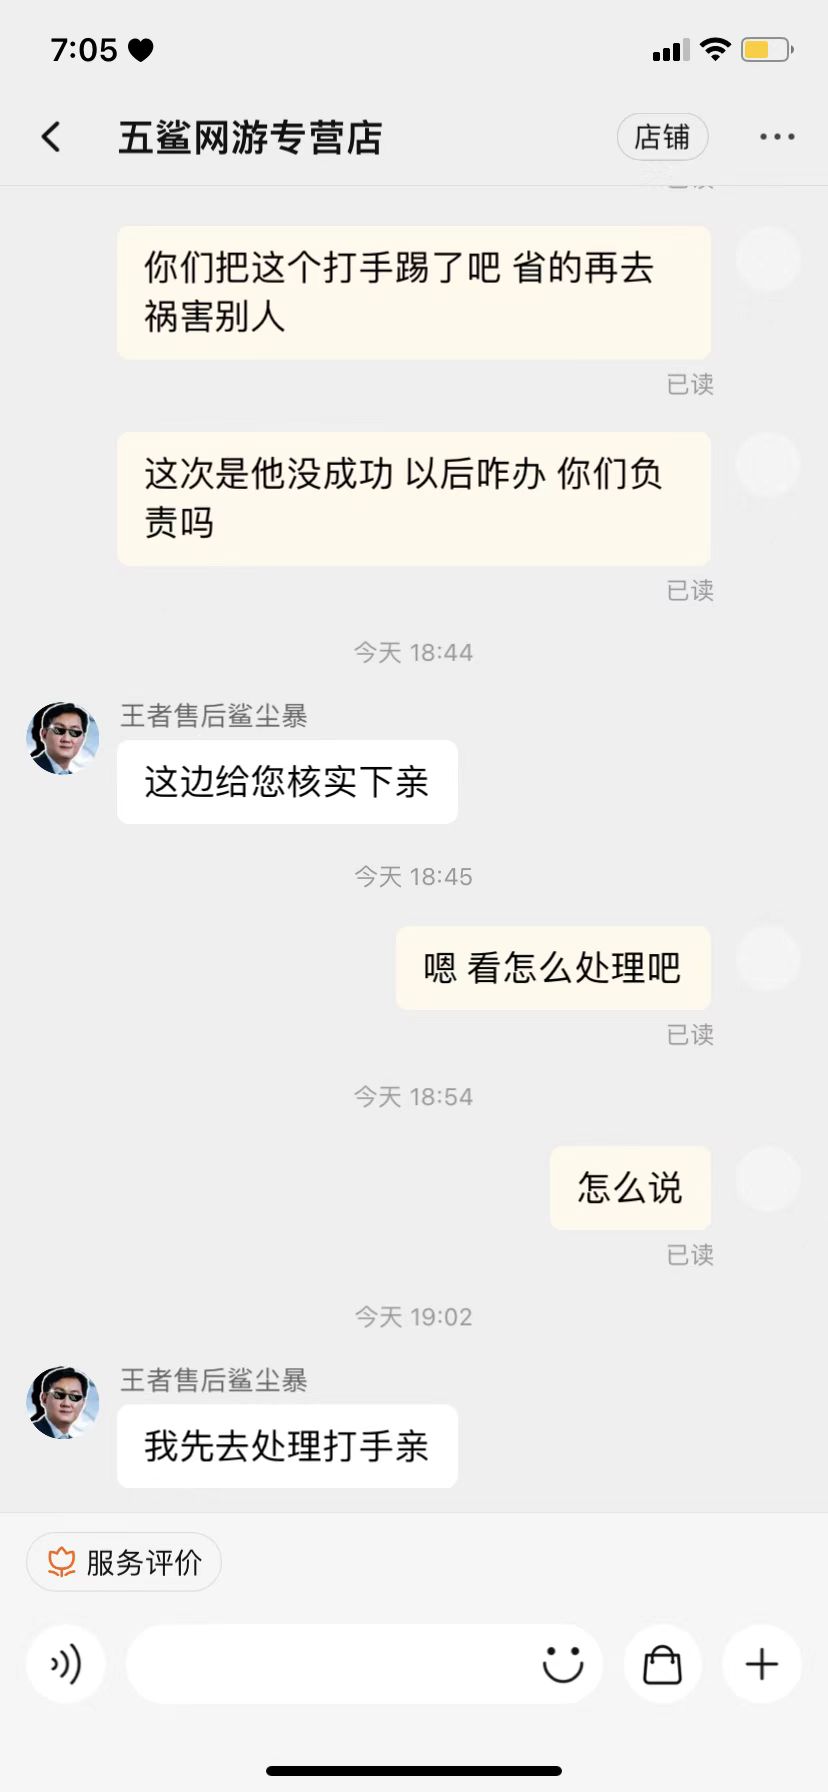 7:05
五鲨网游专营店
店铺
已读
你们把这个打手踢了吧 省的再去
祸害别人
已读
这次是他没成功 以后咋办 你们负
责吗
已读
今天 18:44
王者售后鲨尘暴
这边给您核实下亲
今天 18:45
嗯 看怎么处理吧
已读
今天 18:54
怎么说
已读
今天 19:02
王者售后鲨尘暴
我先去处理打手亲
服务评价